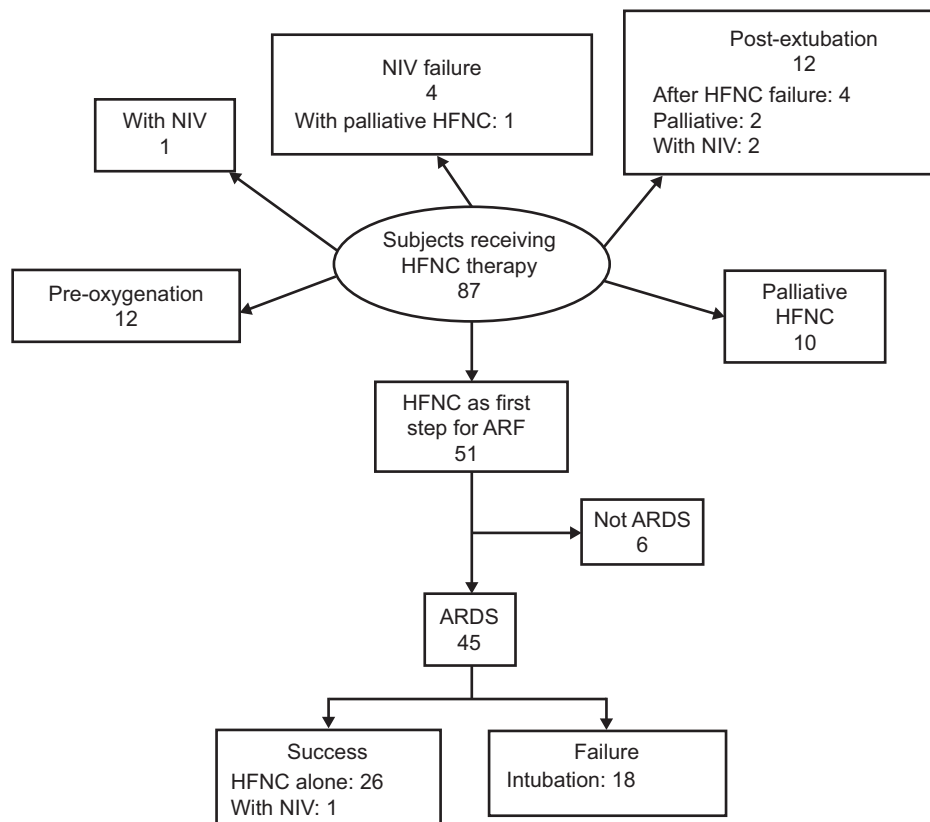 Post-extubation
12
After HFNC failure: 4
Palliative: 2
With NIV: 2
NIV failure
4
With palliative HFNC: 1
With NIV
1
Subjects receiving
HFNC therapy
87
Pre-oxygenation
12
Palliative
HFNC
10
HFNC as first
step for ARF
51
Not ARDS
6
ARDS
45
Success
HFNC alone: 26
With NIV: 1
Failure
Intubation: 18